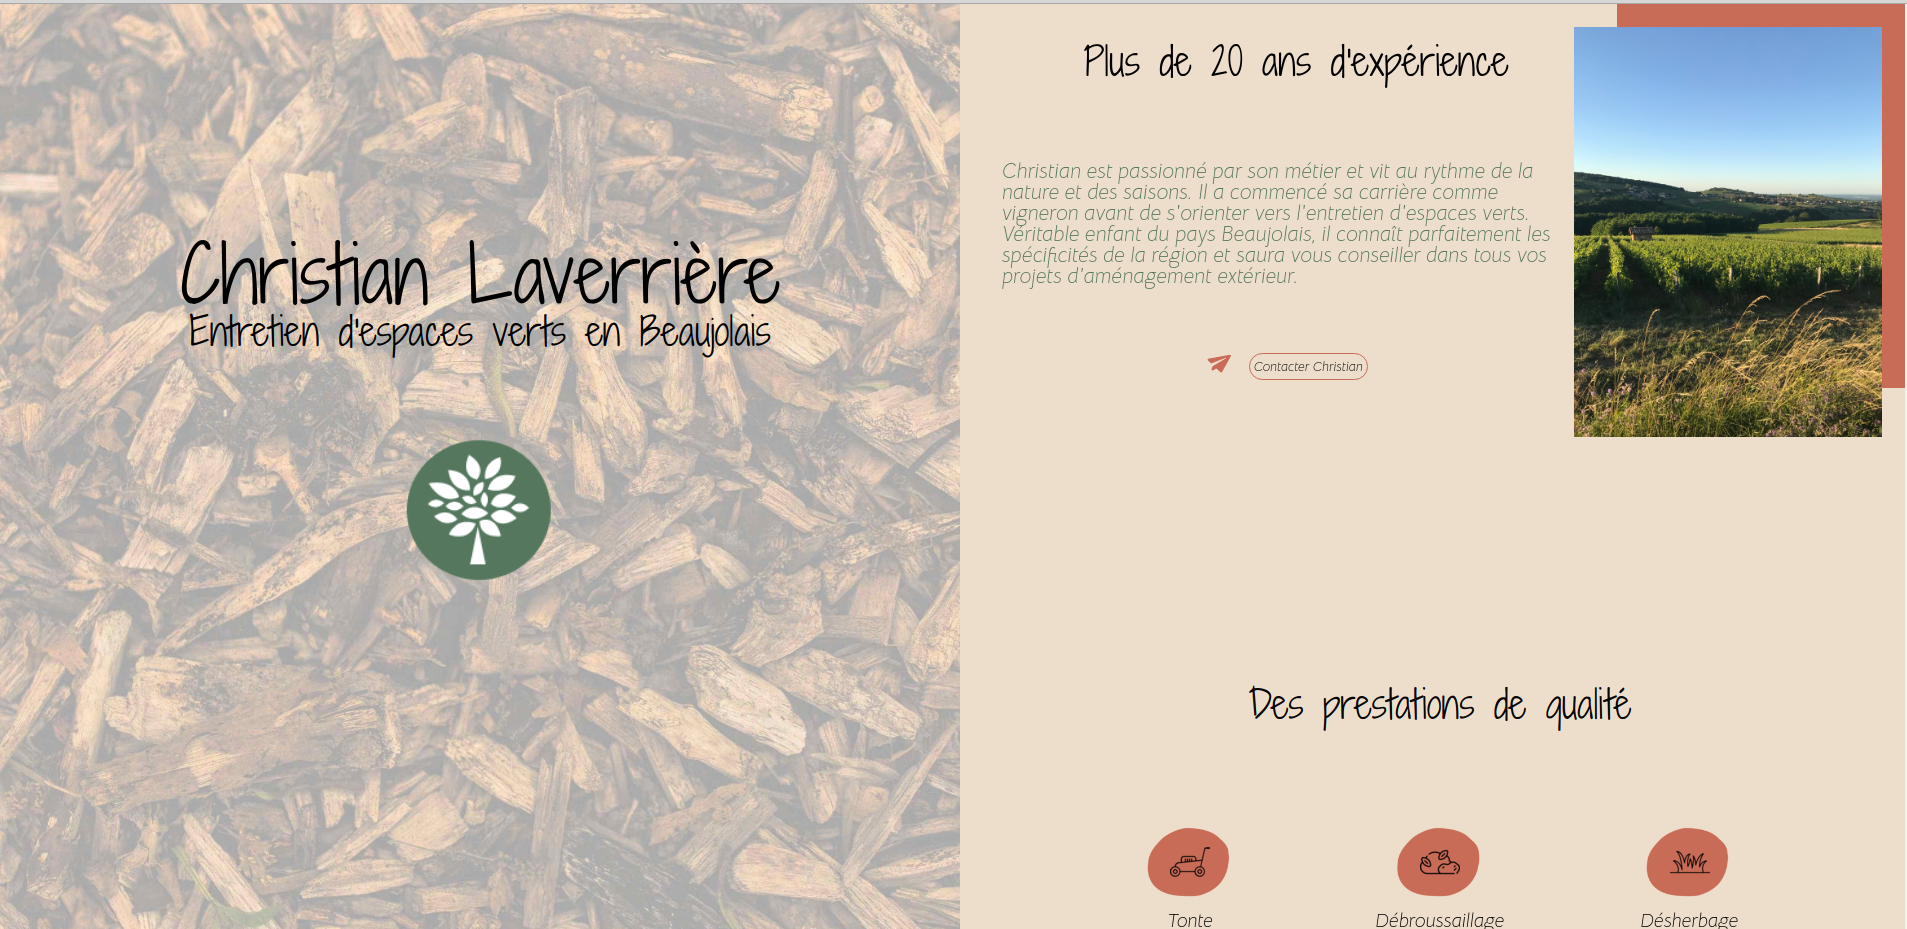 Christian Laverrière
Entretien d'espaces verts en Beaujolais
Plus de 20 ans d'expérience
Christian est passionné par son métier et vit au rythme de la
nature et des saisons. Il a commencé sa carrière comme
vigneron avant de s'orienter vers l'entretien d'espaces verts.
Véritable enfant du pays Beaujolais, il connaît parfaitement les
spécificités de la région et saura vous conseiller dans tous vos
projets d'aménagement extérieur.
Contacter Christian
Des prestations de qualité
Tonte
Débroussaillage
Désherbage